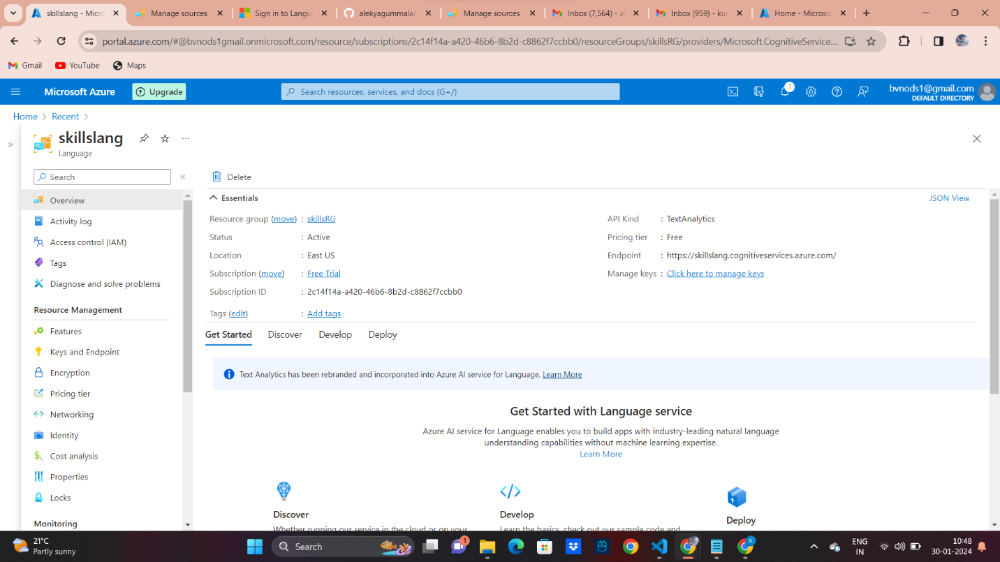 skillslang - Micro
Manage sources
Sign in to Langu
alekyagummala/
Manage sources
Inbox (7,564) - a
Inbox (959) - kur
Home - Microso
portal.azure.com/#@bvnods1gmail.onmicrosoft.com/resource/subscriptions/2c14f14a-a420-46b6-8b2d-c8862f7ccbb0/resourceGroups/skillsRG/providers/Microsoft.CognitiveService...
Gmail
YouTube
Maps
Microsoft Azure
Upgrade
Search resources, services, and docs (G+/)
1
bvnods1@gmail.com
DEFAULT DIRECTORY
Home > Recent >
skillslang
Language
Search
Overview
Activity log
Access control (IAM)
Tags
Diagnose and solve problems
Resource Management
Features
Keys and Endpoint
Encryption
Pricing tier
Networking
Identity
Cost analysis
Properties
Locks
Monitoring
Delete
Essentials
JSON View
Resource group (move) : skillsRG
Status : Active
Location : East US
Subscription (move) : Free Trial
Subscription ID : 2c14f14a-a420-46b6-8b2d-c8862f7ccbb0
Tags (edit) : Add tags
API Kind : TextAnalytics
Pricing tier : Free
Endpoint : https://skillslang.cognitiveservices.azure.com/
Manage keys : Click here to manage keys
Get Started Discover Develop Deploy
Text Analytics has been rebranded and incorporated into Azure AI service for Language. Learn More
Get Started with Language service
Azure AI service for Language enables you to build apps with industry-leading natural language
understanding capabilities without machine learning expertise.
Learn More
Discover
Whether running our service in the cloud or on your
Develop
Learn the basics, check out our sample code and
Deploy
21°C
Partly sunny
Search
1
K
ENG
IN
10:48
30-01-2024